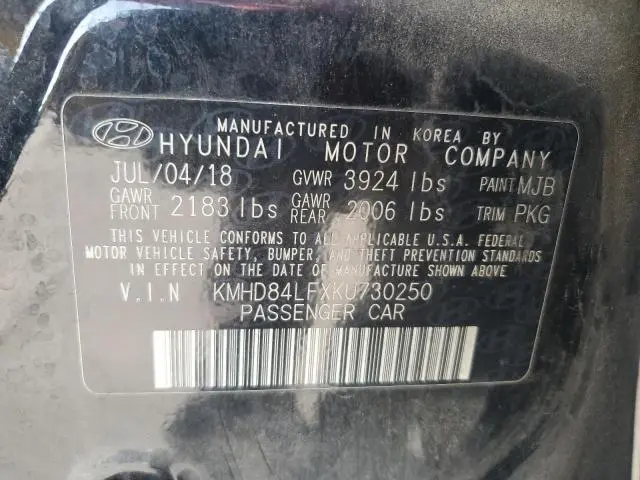 MANUFACTURED IN KOREA BY
HYUNDAI MOTOR COMPANY
JUL/04/18 GVWR 3924 lbs PAINT MJB
GAWR FRONT 2183 lbs GAWR REAR 2006 lbs TRIM PKG
THIS VEHICLE CONFORMS TO ALL APPLICABLE U.S.A. FEDERAL
MOTOR VEHICLE SAFETY, BUMPER, AND THEFT PREVENTION STANDARDS
IN EFFECT ON THE DATE OF MANUFACTURE SHOWN ABOVE
V.I.N KMHD84LFXKU730250
PASSENGER CAR